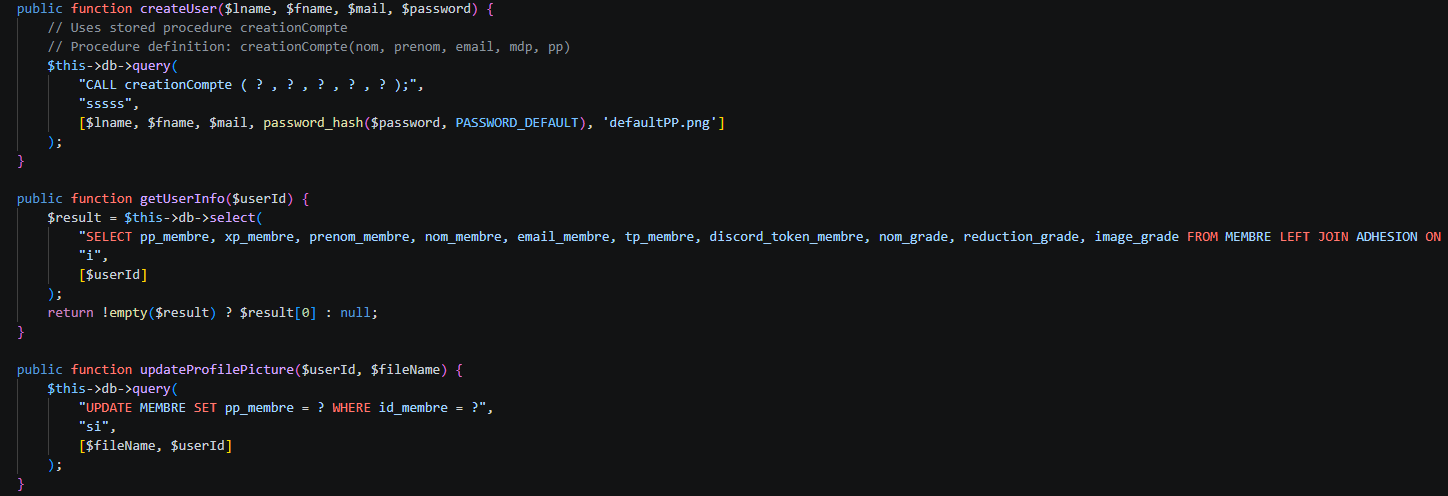 public function createUser($lname, $fname, $mail, $password) {
    // Uses stored procedure creationCompte
    // Procedure definition: creationCompte(nom, prenom, email, mdp, pp)
    $this->db->query(
        "CALL creationCompte ( ? , ? , ? , ? , ? );",
        "sssss",
        [$lname, $fname, $mail, password_hash($password, PASSWORD_DEFAULT), 'defaultPP.png']
    );
}

public function getUserInfo($userId) {
    $result = $this->db->select(
        "SELECT pp_membre, xp_membre, prenom_membre, nom_membre, email_membre, tp_membre, discord_token_membre, nom_grade, reduction_grade, image_grade FROM MEMBRE LEFT JOIN ADHESION ON
        "i",
        [$userId]
    );
    return !empty($result) ? $result[0] : null;
}

public function updateProfilePicture($userId, $fileName) {
    $this->db->query(
        "UPDATE MEMBRE SET pp_membre = ? WHERE id_membre = ?",
        "si",
        [$fileName, $userId]
    );
}